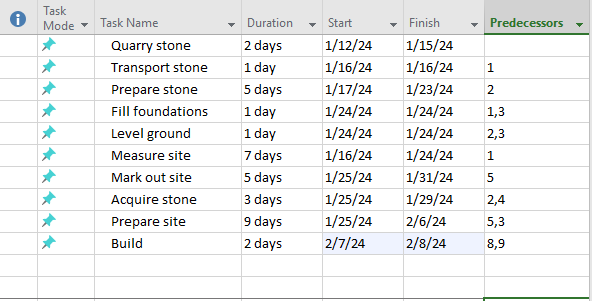 Task Mode Task Name Duration Start Finish Predecessors
Quarry stone 2 days 1/12/24 1/15/24
Transport stone 1 day 1/16/24 1/16/24 1
Prepare stone 5 days 1/17/24 1/23/24 2
Fill foundations 1 day 1/24/24 1/24/24 1,3
Level ground 1 day 1/24/24 1/24/24 2,3
Measure site 7 days 1/16/24 1/24/24 1
Mark out site 5 days 1/25/24 1/31/24 5
Acquire stone 3 days 1/25/24 1/29/24 2,4
Prepare site 9 days 1/25/24 2/6/24 5,3
Build 2 days 2/7/24 2/8/24 8,9